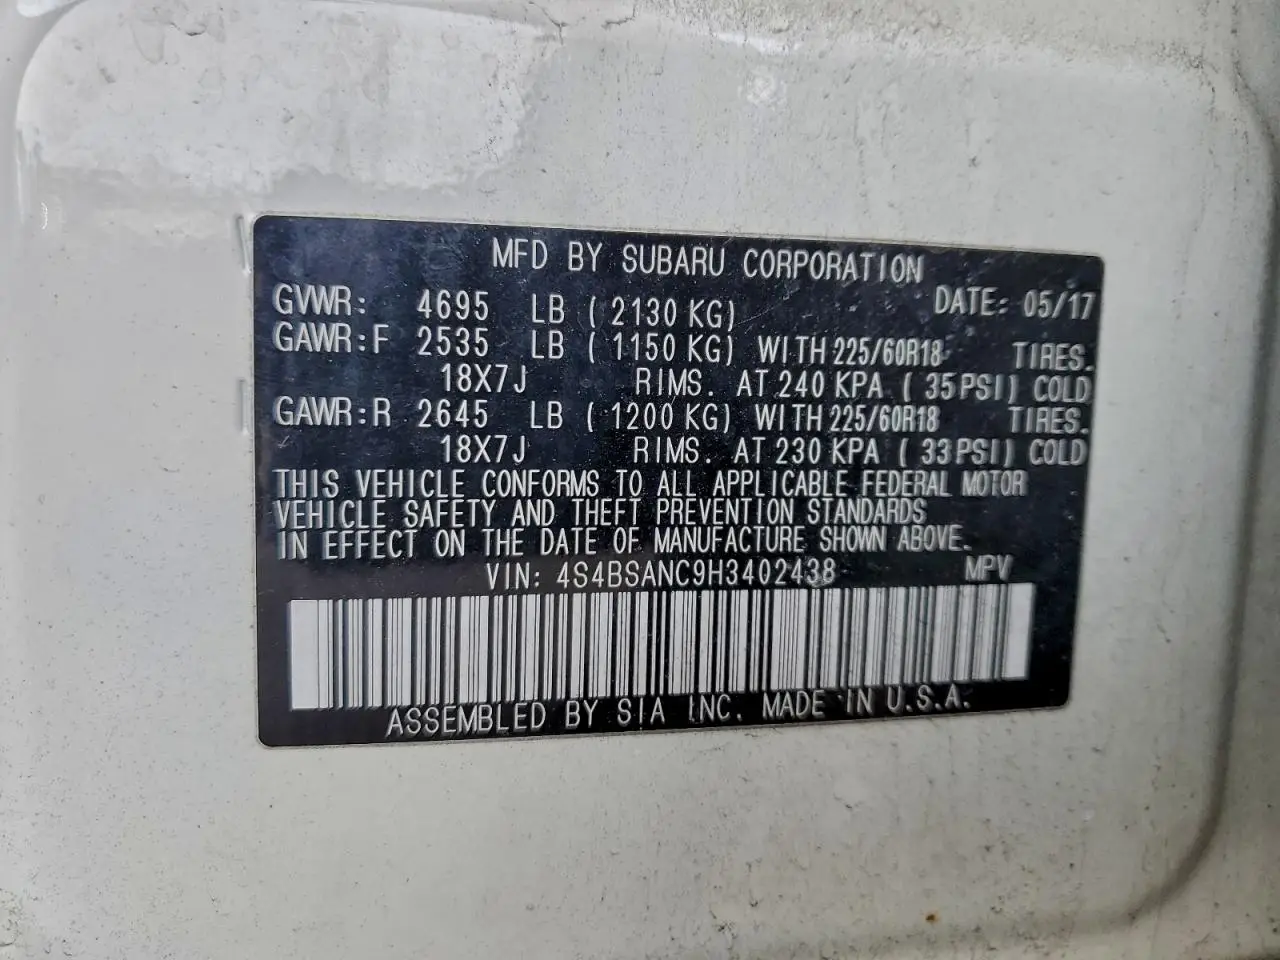 MFD BY SUBARU CORPORATION
GVWR: 4695 LB ( 2130 KG) DATE: 05/17
GAWR:F 2535 LB ( 1150 KG) WITH 225/60R18 TIRES.
18X7J RIMS. AT 240 KPA ( 35 PSI) COLD
GAWR:R 2645 LB ( 1200 KG) WITH 225/60R18 TIRES.
18X7J RIMS. AT 230 KPA ( 33 PSI) COLD
THIS VEHICLE CONFORMS TO ALL APPLICABLE FEDERAL MOTOR
VEHICLE SAFETY AND THEFT PREVENTION STANDARDS
IN EFFECT ON THE DATE OF MANUFACTURE SHOWN ABOVE.
VIN: 4S4BSANC9H3402438 MPV
ASSEMBLED BY SIA INC. MADE IN U.S.A.